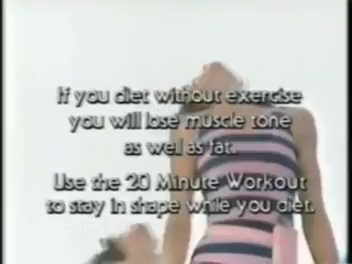 If you diet without exercise
you will lose muscle tone
as well as fat.
Use the 20 Minute Workout
to stay in shape while you diet.